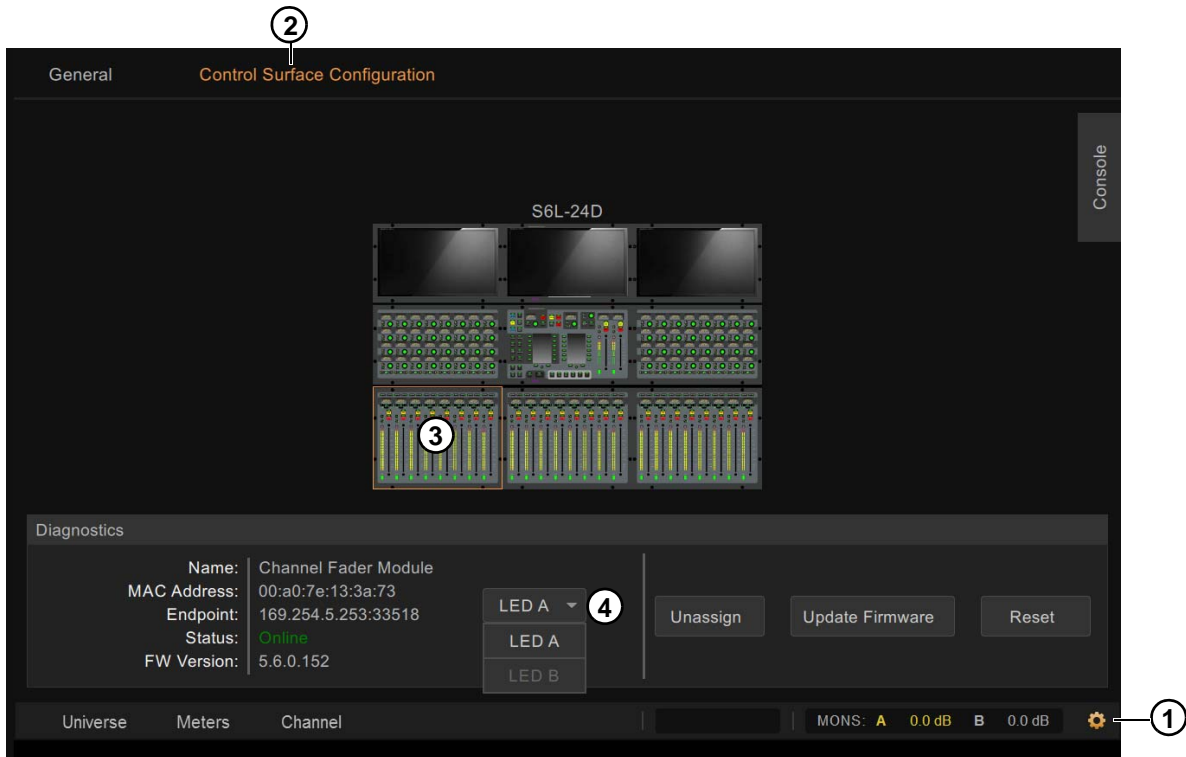 2
General
Control Surface Configuration
Console
S6L-24D
3
Diagnostics
Name: Channel Fader Module
MAC Address: 00:a0:7e:13:3a:73
Endpoint: 169.254.5.253:33518
Status: Online
FW Version: 5.6.0.152
LED A
4
LED A
LED B
Unassign
Update Firmware
Reset
Universe
Meters
Channel
MONS: A 0.0 dB B 0.0 dB
1